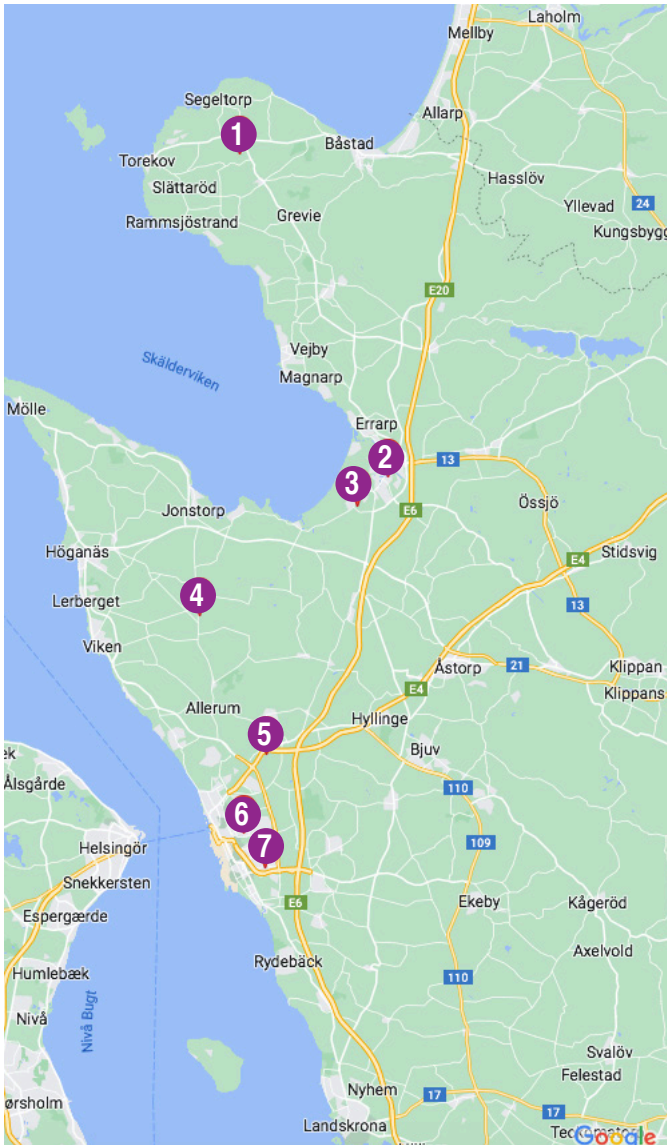 Laholm
Mellby
Segeltorp
1
Allarp
Båstad
Torekov
Hasslöv
Slättaröd
Yllevad
24
Rammsjöstrand
Grevie
Kungsbygg
E20
Vejby
Skälderviken
Magnarp
Mölle
Errarp
2
13
3
Össjö
Jonstorp
E6
Höganäs
Stidsvig
E4
4
Lerberget
13
Viken
21
Klippan
Åstorp
E4
Klippans
Allerum
Hyllinge
5
Bjuv
ek
Ålsgårde
110
6
Helsingör
7
109
Snekkersten
E6
Ekeby
Kågeröd
Espergærde
Axelvold
Rydebäck
Humlebæk
110
Nivå Bugt
Nivå
Svalöv
Felestad
Nyhem
17
ørsholm
17
Landskrona
Google